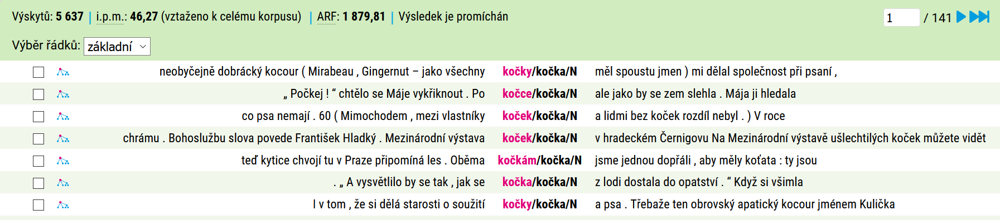 Výskytů: 5 637 | i.p.m.: 46,27 (vztaženo k celému korpusu) | ARF: 1 879,81 | Výsledek je promíchán 1 / 141
Výběr řádků: základní
neobyčejně dobrácký kocour ( Mirabeau , Gingernut – jako všechny kočky/kočka/N měl spoustu jmen ) mi dělal společnost při psaní ,
„ Počkej ! “ chtělo se Máje vykřiknout . Po kočce/kočka/N ale jako by se zem slehla . Mája ji hledala
co psa nemají . 60 ( Mimochodem , mezi vlastníky koček/kočka/N a lidmi bez koček rozdíl nebyl . ) V roce
chrámu . Bohoslužbu slova povede František Hladký . Mezinárodní výstava koček/kočka/N v hradeckém Černigovu Na Mezinárodní výstavě ušlechtilých koček můžete vidět
teď kytice chvojí tu v Praze připomíná les . Oběma kočkám/kočka/N jsme jednou dopřáli , aby měly koťata : ty jsou
. „ A vysvětlilo by se tak , jak se kočka/kočka/N z lodi dostala do opatství . “ Když si všimla
I v tom , že si dělá starosti o soužití kočky/kočka/N a psa . Třebaže ten obrovský apatický kocour jménem Kulička